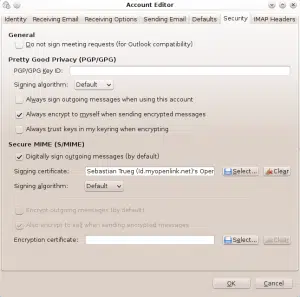 Account Editor
Identity Receiving Email Receiving Options Sending Email Defaults Security IMAP Headers
General
Do not sign meeting requests (for Outlook compatibility)
Pretty Good Privacy (PGP/GPG)
PGP/GPG Key ID:
Signing algorithm: Default
Always sign outgoing messages when using this account
Always encrypt to myself when sending encrypted messages
Always trust keys in my keyring when encrypting
Secure MIME (S/MIME)
Digitally sign outgoing messages (by default)
Signing certificate: Sebastian Trueg (id.myopenlink.net)'s Oper Select... Clear
Signing algorithm: Default
Encrypt outgoing messages (by default)
Also encrypt to self when sending encrypted messages
Encryption certificate: Select... Clear
OK Cancel